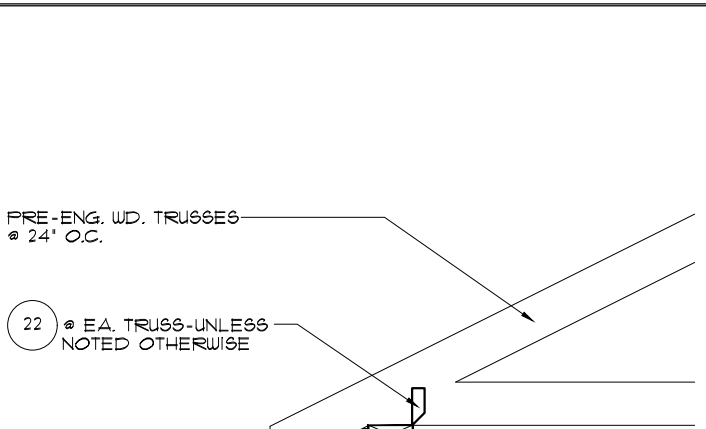 PRE-ENG. WD. TRUSSES
@ 24" O.C.
22 @ EA. TRUSS-UNLESS
NOTED OTHERWISE